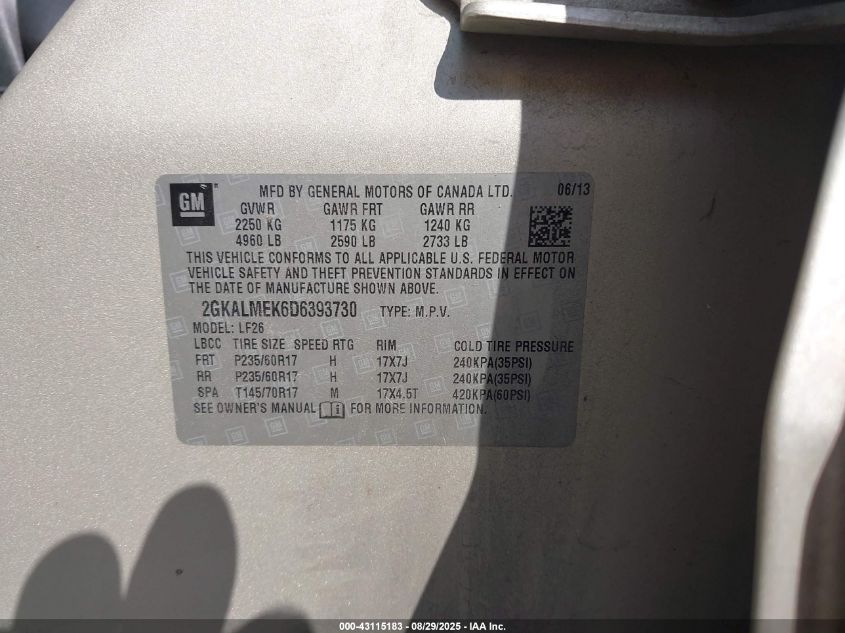 GM
MFD BY GENERAL MOTORS OF CANADA LTD. 06/13
GVWR GAWR FRT GAWR RR
2250 KG 1175 KG 1240 KG
4960 LB 2590 LB 2733 LB
THIS VEHICLE CONFORMS TO ALL APPLICABLE U.S. FEDERAL MOTOR
VEHICLE SAFETY AND THEFT PREVENTION STANDARDS IN EFFECT ON
THE DATE OF MANUFACTURE SHOWN ABOVE.
2GKALMEK6D6393730 TYPE: M.P.V.
MODEL: LF26
LBCC TIRE SIZE SPEED RTG RIM COLD TIRE PRESSURE
FRT P235/60R17 H 17X7J 240KPA(35PSI)
RR P235/60R17 H 17X7J 240KPA(35PSI)
SPA T145/70R17 M 17X4.5T 420KPA(60PSI)
SEE OWNER'S MANUAL i FOR MORE INFORMATION.
000-43115183 - 08/29/2025 - IAA Inc.